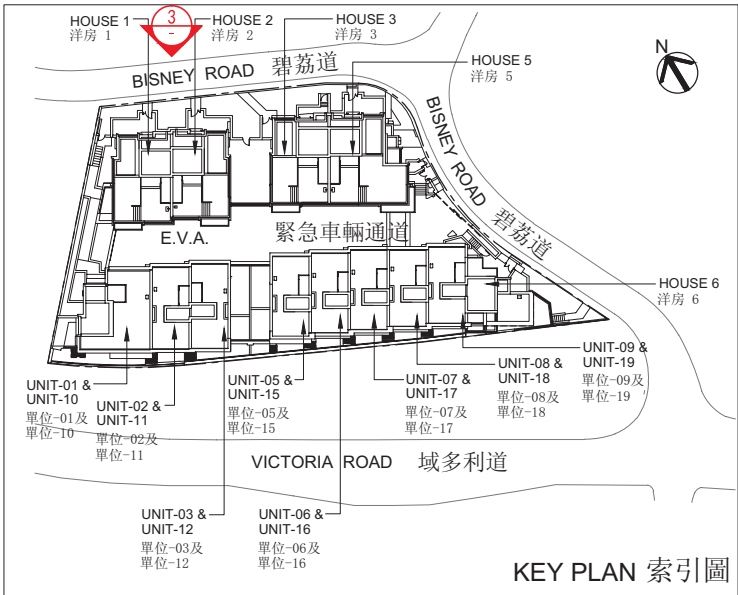 HOUSE 1
洋房 1
3
-
HOUSE 2
洋房 2
HOUSE 3
洋房 3
HOUSE 5
洋房 5
N
BISNEY ROAD 碧荔道
BISNEY ROAD 碧荔道
E.V.A.
緊急車輛通道
HOUSE 6
洋房 6
UNIT-01 &
UNIT-10
單位-01及
單位-10
UNIT-02 &
UNIT-11
單位-02及
單位-11
UNIT-05 &
UNIT-15
單位-05及
單位-15
UNIT-07 &
UNIT-17
單位-07及
單位-17
UNIT-08 &
UNIT-18
單位-08及
單位-18
UNIT-09 &
UNIT-19
單位-09及
單位-19
VICTORIA ROAD 域多利道
UNIT-03 &
UNIT-12
單位-03及
單位-12
UNIT-06 &
UNIT-16
單位-06及
單位-16
KEY PLAN 索引圖